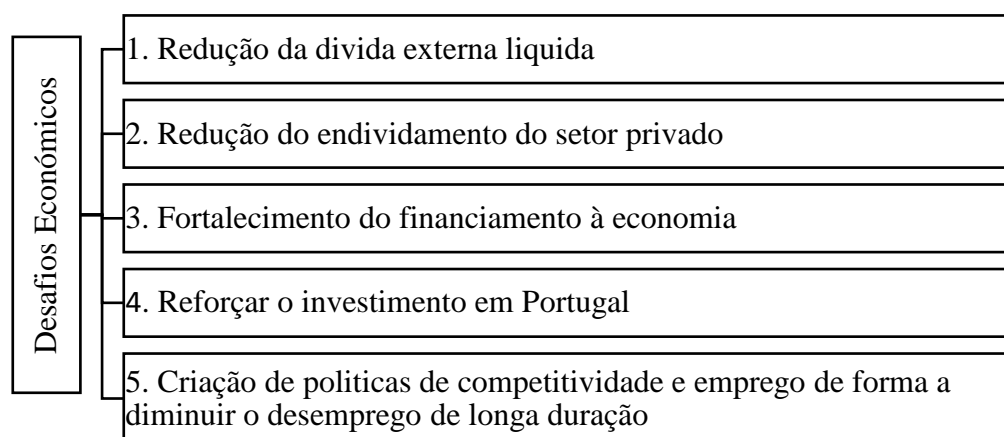 Desafios Económicos
1. Redução da divida externa liquida
2. Redução do endividamento do setor privado
3. Fortalecimento do financiamento à economia
4. Reforçar o investimento em Portugal
5. Criação de politicas de competitividade e emprego de forma a
diminuir o desemprego de longa duração